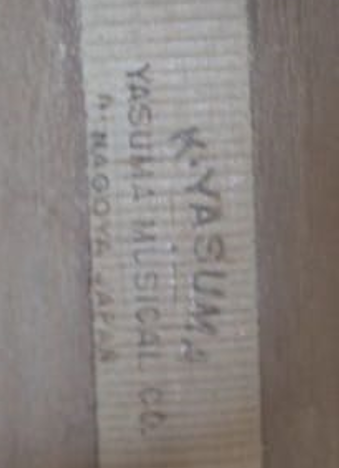 K. YASUMA
YASUMA MUSICAL CO.
NAGOYA JAPAN